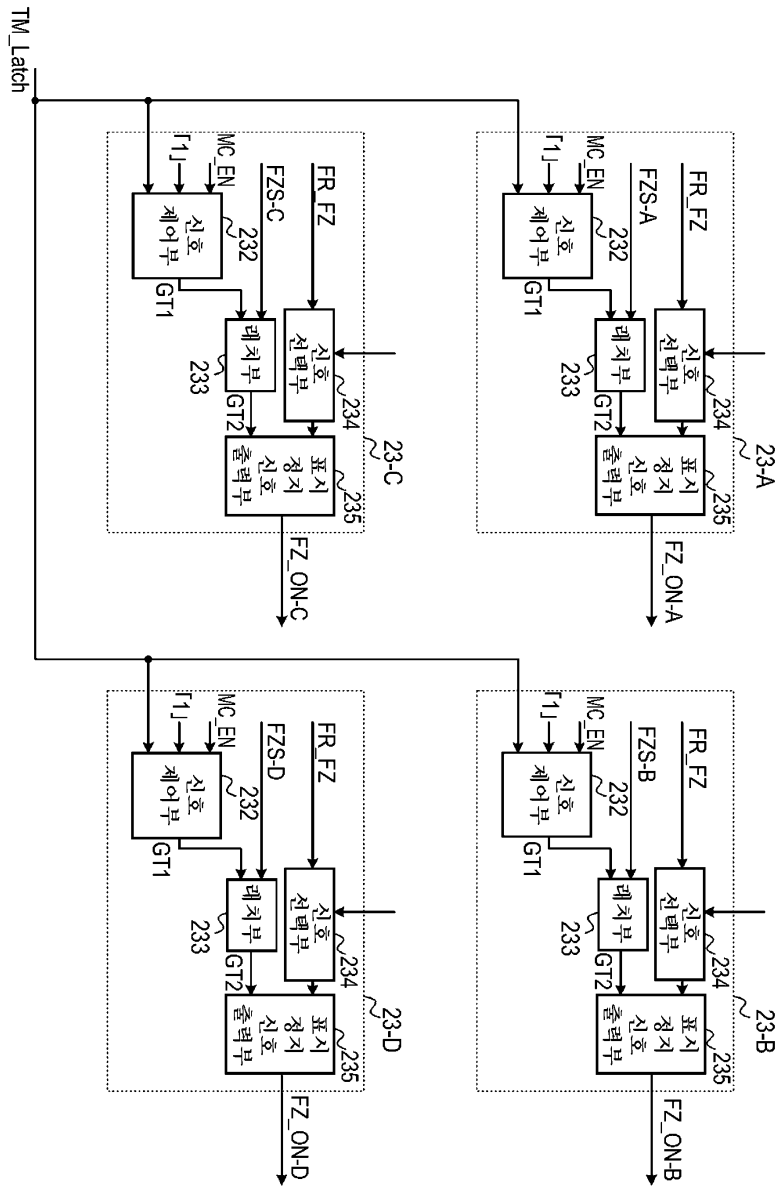 23-A
FR_FZ
신호
선택부
234
표시
정지
신호
출력부
235
FZ_ON-A
FZS-A
래치부
233
GT2
MC_EN
「1」
신호
제어부
232
GT1
23-B
FR_FZ
신호
선택부
234
표시
정지
신호
출력부
235
FZ_ON-B
FZS-B
래치부
233
GT2
MC_EN
「1」
신호
제어부
232
GT1
23-C
FR_FZ
신호
선택부
234
표시
정지
신호
출력부
235
FZ_ON-C
FZS-C
래치부
233
GT2
MC_EN
「1」
신호
제어부
232
GT1
23-D
FR_FZ
신호
선택부
234
표시
정지
신호
출력부
235
FZ_ON-D
FZS-D
래치부
233
GT2
MC_EN
「1」
신호
제어부
232
GT1
TM_Latch